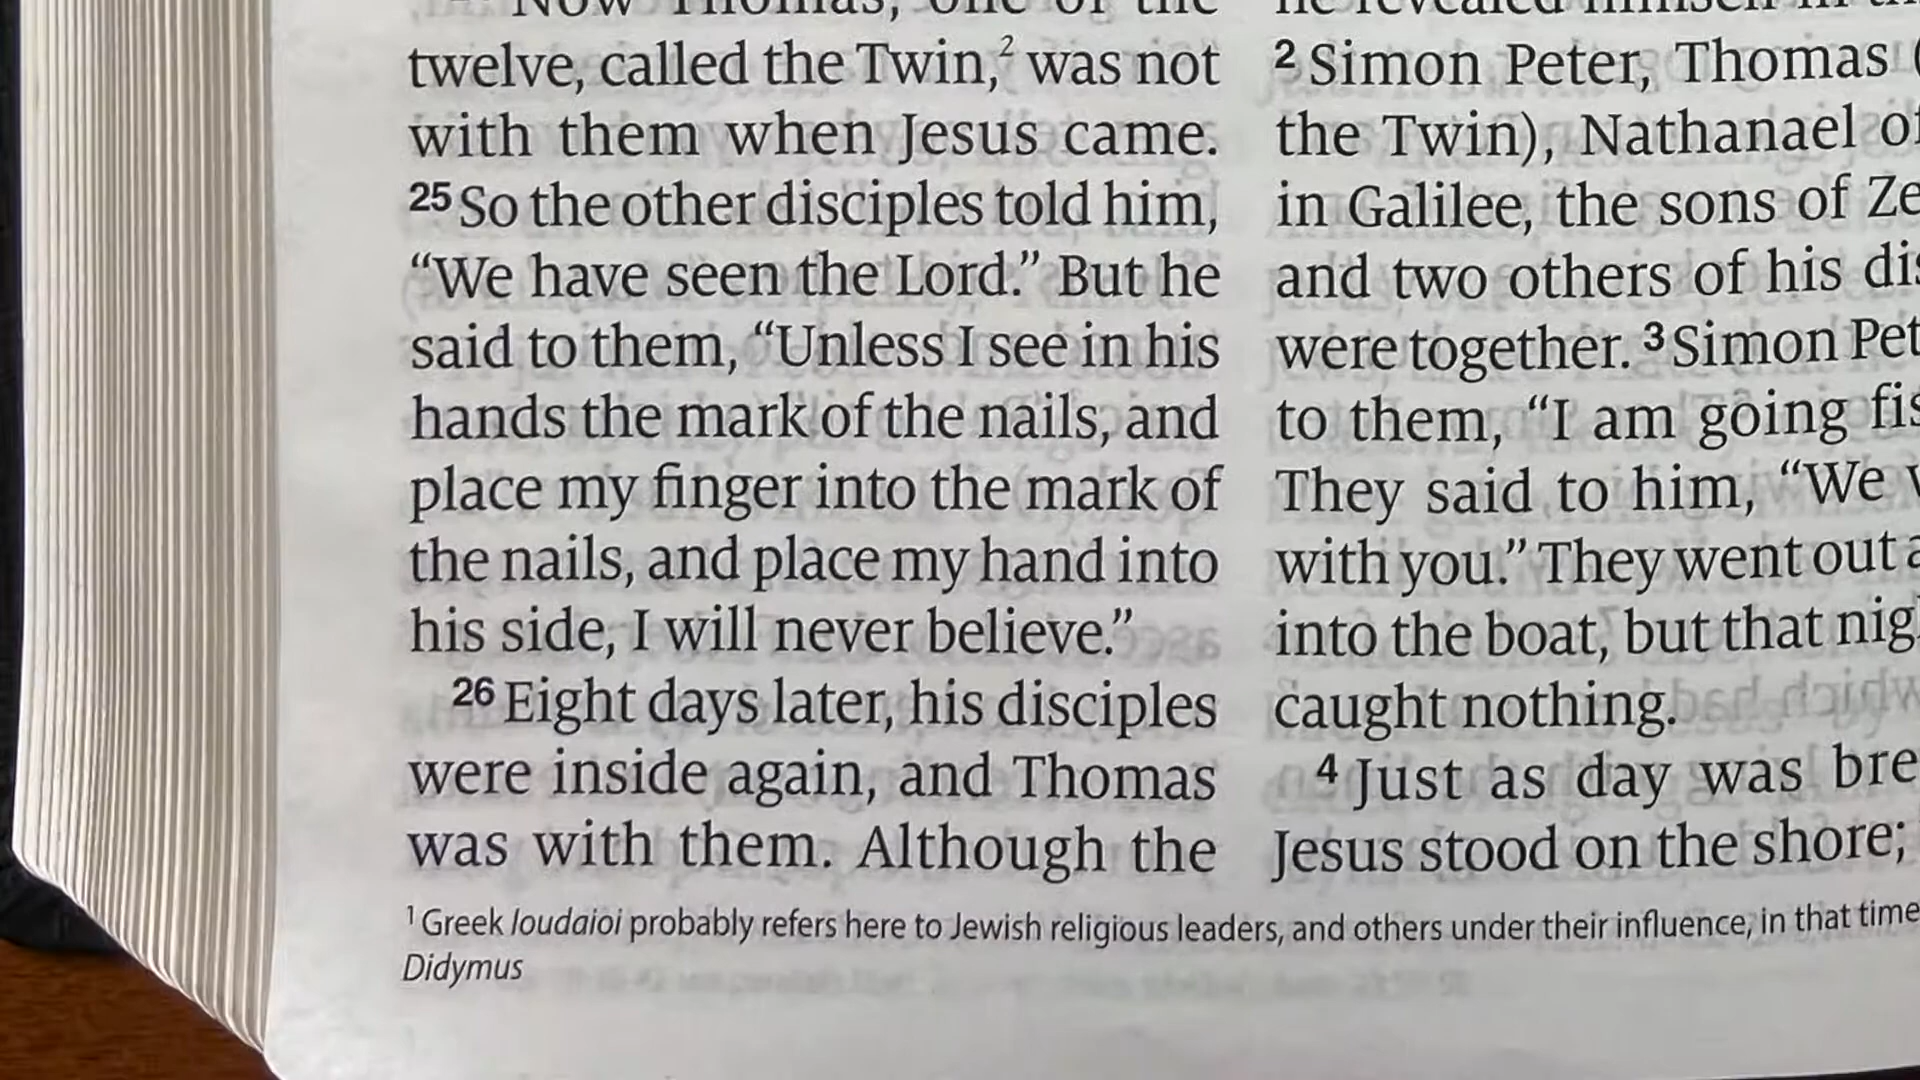 Now Thomas, one of the
twelve, called the Twin,2 was not
with them when Jesus came.
25 So the other disciples told him,
“We have seen the Lord.” But he
said to them, “Unless I see in his
hands the mark of the nails, and
place my finger into the mark of
the nails, and place my hand into
his side, I will never believe.”
26 Eight days later, his disciples
were inside again, and Thomas
was with them. Although the
he revealed himself in
2 Simon Peter, Thomas (
the Twin), Nathanael of
in Galilee, the sons of Ze
and two others of his dis
were together. 3 Simon Pet
to them, “I am going fis
They said to him, “We
with you.” They went out a
into the boat, but that nig
caught nothing.
4 Just as day was bre
Jesus stood on the shore;
1 Greek Ioudaioi probably refers here to Jewish religious leaders, and others under their influence, in that time
Didymus